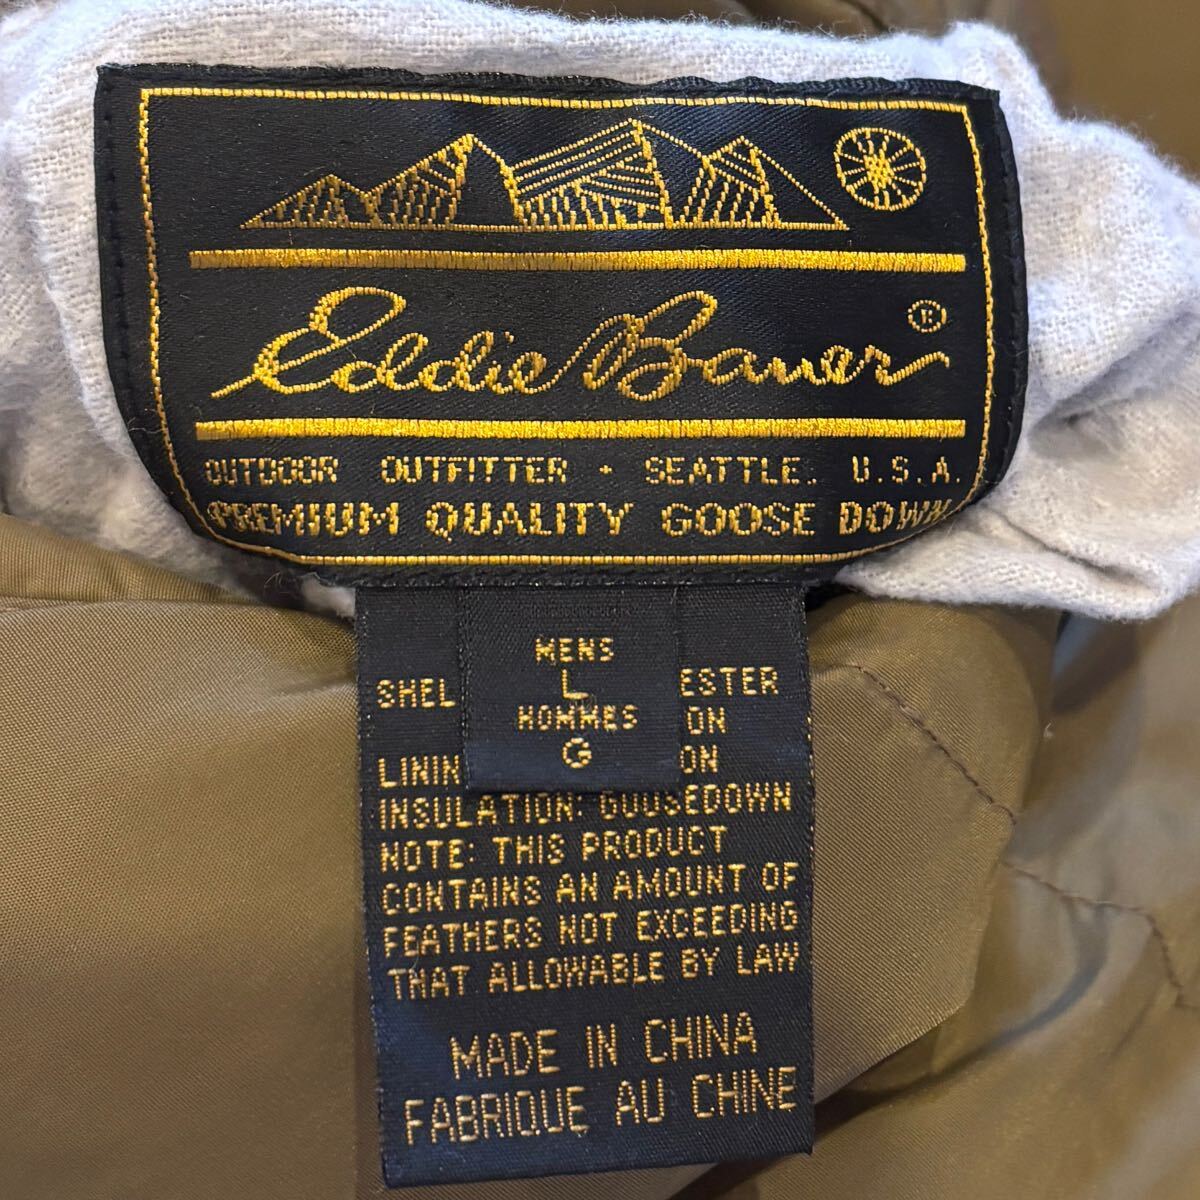 Eddie Bauer®
OUTDOOR OUTFITTER · SEATTLE, U.S.A.
PREMIUM QUALITY GOOSE DOWN
MENS
L
HOMMES
G
SHEL ESTER
ON
LININ ON
INSULATION: GOOSEDOWN
NOTE: THIS PRODUCT
CONTAINS AN AMOUNT OF
FEATHERS NOT EXCEEDING
THAT ALLOWABLE BY LAW
MADE IN CHINA
FABRIQUE AU CHINE